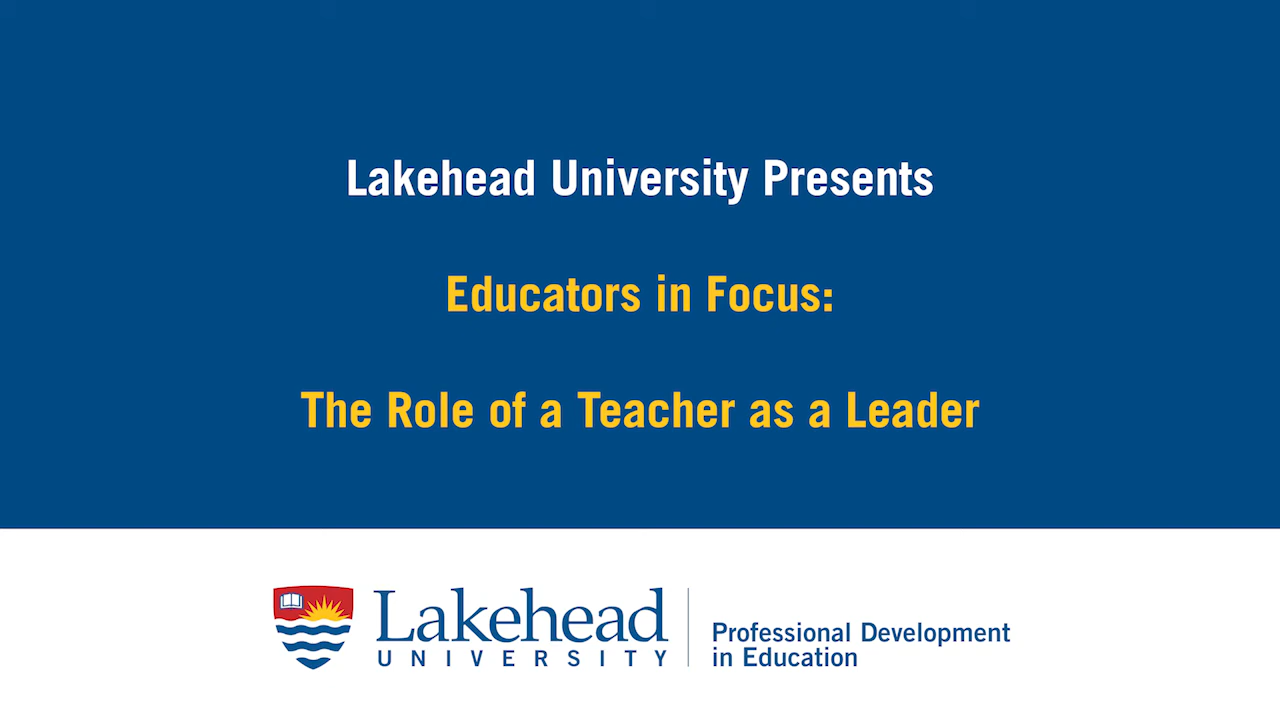 Lakehead University Presents
Educators in Focus:
The Role of a Teacher as a Leader
Lakehead
UNIVERSITY
Professional Development
in Education